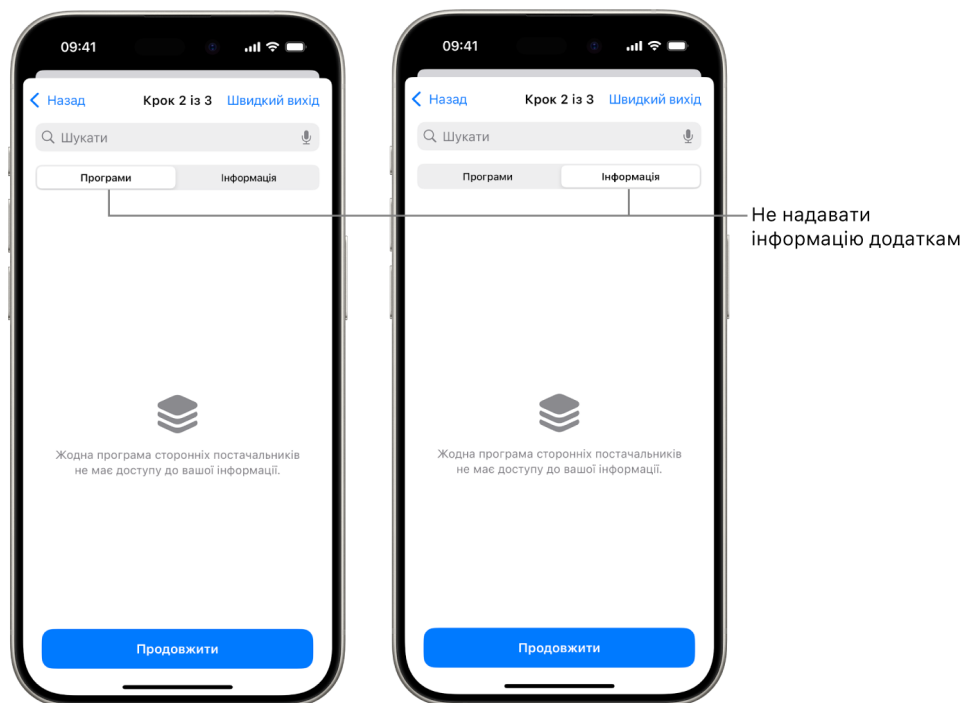 09:41
Назад
Крок 2 із 3
Швидкий вихід
Шукати
Програми
Інформація
Жодна програма сторонніх постачальників
не має доступу до вашої інформації.
Продовжити
09:41
Назад
Крок 2 із 3
Швидкий вихід
Шукати
Програми
Інформація
Жодна програма сторонніх постачальників
не має доступу до вашої інформації.
Продовжити
Не надавати
інформацію додаткам